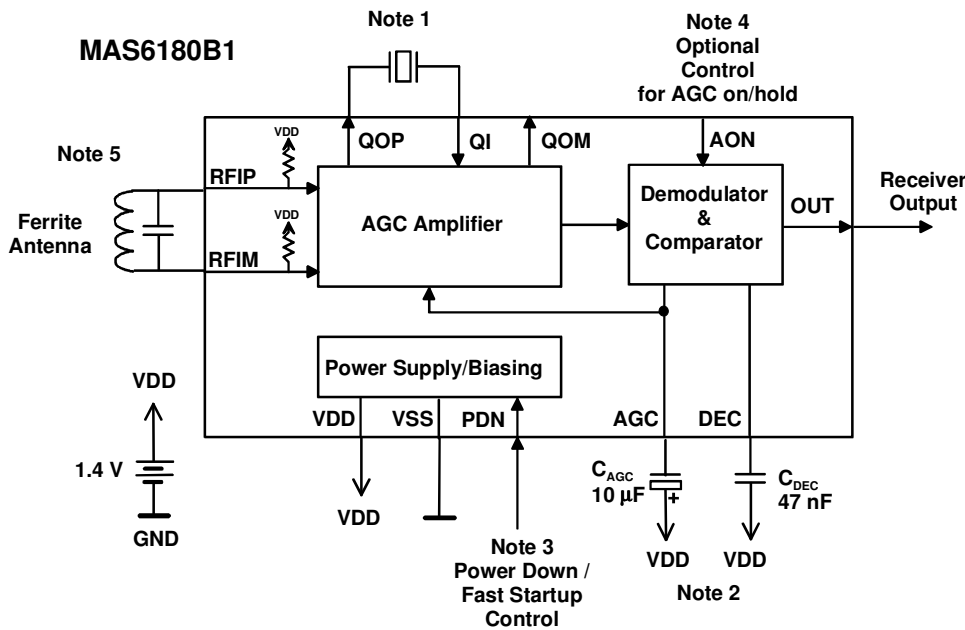 Note 1
MAS6180B1
Note 4
Optional
Control
for AGC on/hold
QOP
QI
QOM
AON
Note 5
VDD
RFIP
Ferrite
Antenna
VDD
RFIM
AGC Amplifier
Demodulator
&
Comparator
OUT
Receiver
Output
Power Supply/Biasing
VDD
VSS
PDN
AGC
DEC
VDD
1.4 V
GND
VDD
Note 3
Power Down /
Fast Startup
Control
CAGC
10 µF
+
VDD
CDEC
47 nF
VDD
Note 2